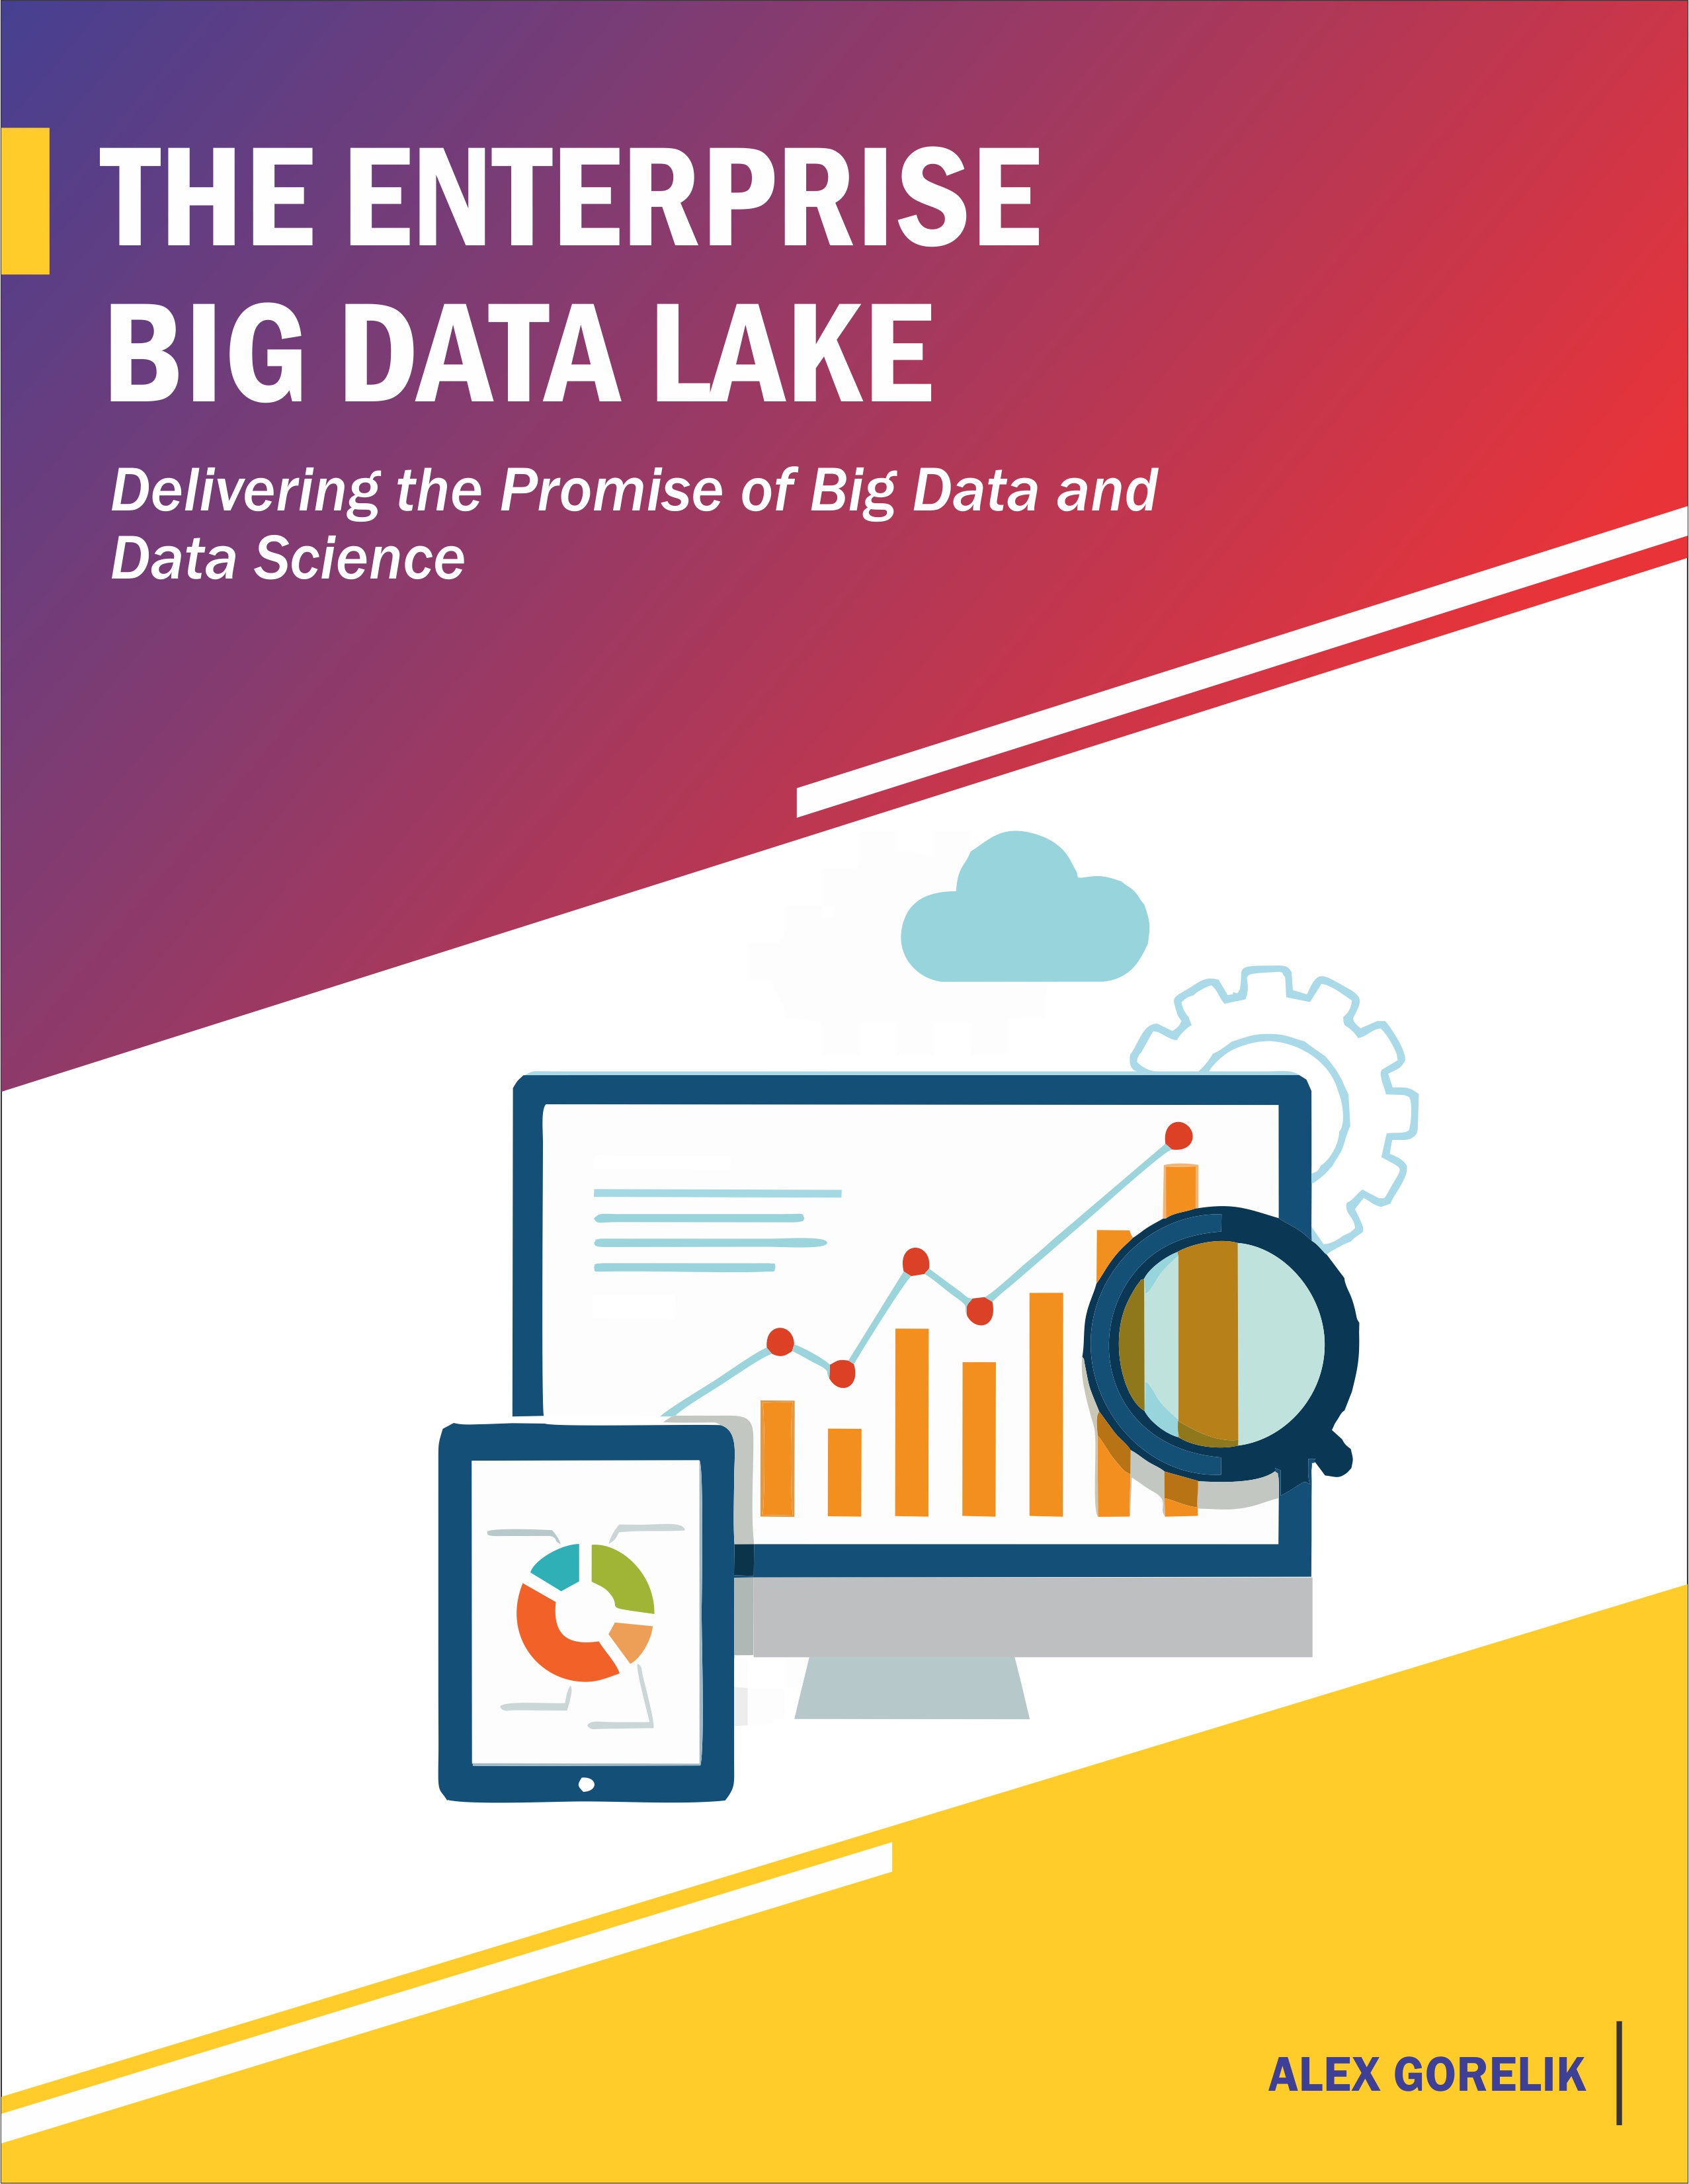 THE ENTERPRISE
BIG DATA LAKE
Delivering the Promise of Big Data and
Data Science
ALEX GORELIK